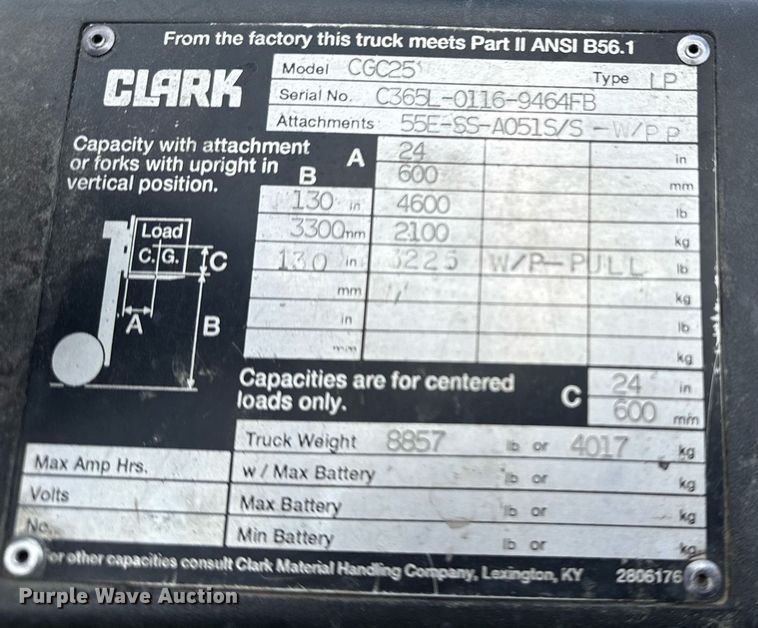 From the factory this truck meets Part II ANSI B56.1
CLARK
Model CGC25 Type LP
Serial No. C365L-0116-9464FB
Attachments 55E-SS-A051S/S - W/P P
Capacity with attachment
or forks with upright in
vertical position.
A 24 in
600 mm
B
130 in 4600 lb
3300 mm 2100 kg
130 in 3225 W/P-PULL lb
mm kg
in lb
mm kg
Load
C. G.
C
A
B
Capacities are for centered
loads only.
C 24 in
600 mm
Truck Weight 8857 lb or 4017 kg
Max Amp Hrs.
w / Max Battery lb or kg
Volts
Max Battery lb or kg
No.
Min Battery lb or kg
For other capacities consult Clark Material Handling Company, Lexington, KY 2806176
Purple Wave Auction